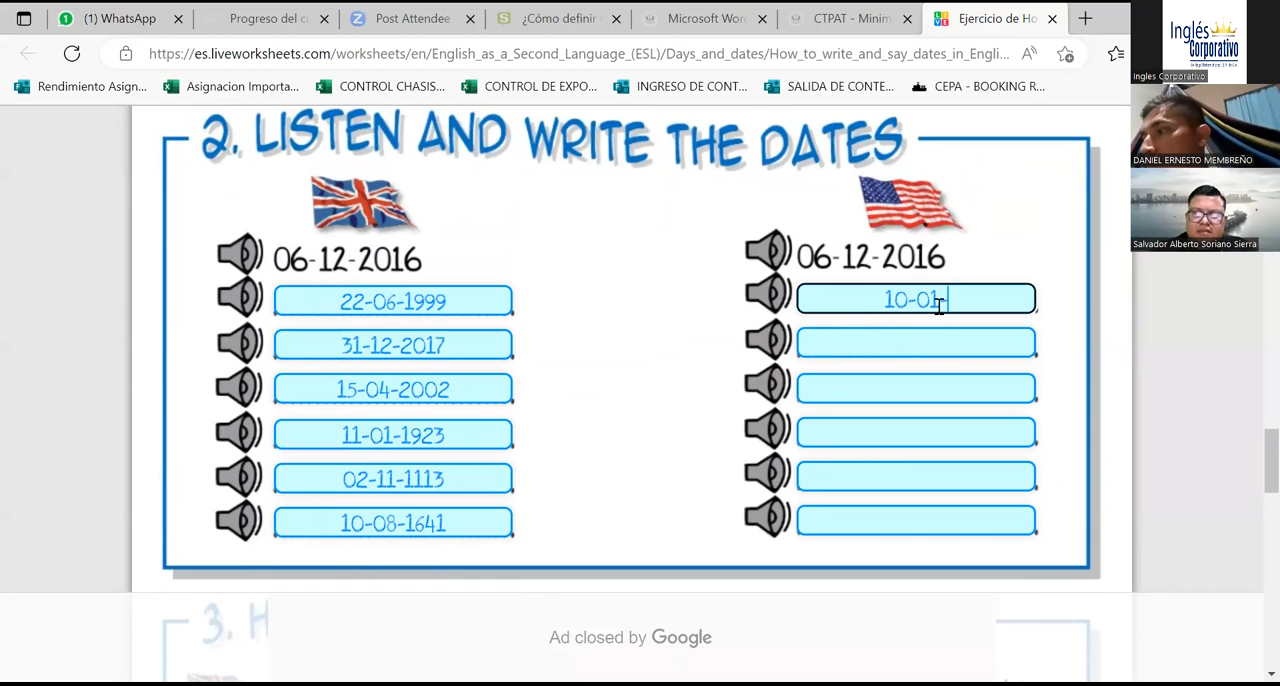 (1) WhatsApp
Progreso del cu
Post Attendee
¿Cómo definir
Microsoft Word
CTPAT - Minim
Ejercicio de Ho
https://es.liveworksheets.com/worksheets/en/English_as_a_Second_Language_(ESL)/Days_and_dates/How_to_write_and_say_dates_in_Engli...
Rendimiento Asign...
Asignacion Importa...
CONTROL CHASIS...
CONTROL DE EXPO...
INGRESO DE CONT...
SALIDA DE CONTE...
CEPA - BOOKING R...
Inglés
Corporativo
Ingles Corporativo
DANIEL ERNESTO MEMBREÑO
Salvador Alberto Soriano Sierra
2. LISTEN AND WRITE THE DATES
06-12-2016
22-06-1999
31-12-2017
15-04-2002
11-01-1923
02-11-1113
10-08-1641
06-12-2016
10-01-
3. H
Ad closed by Google